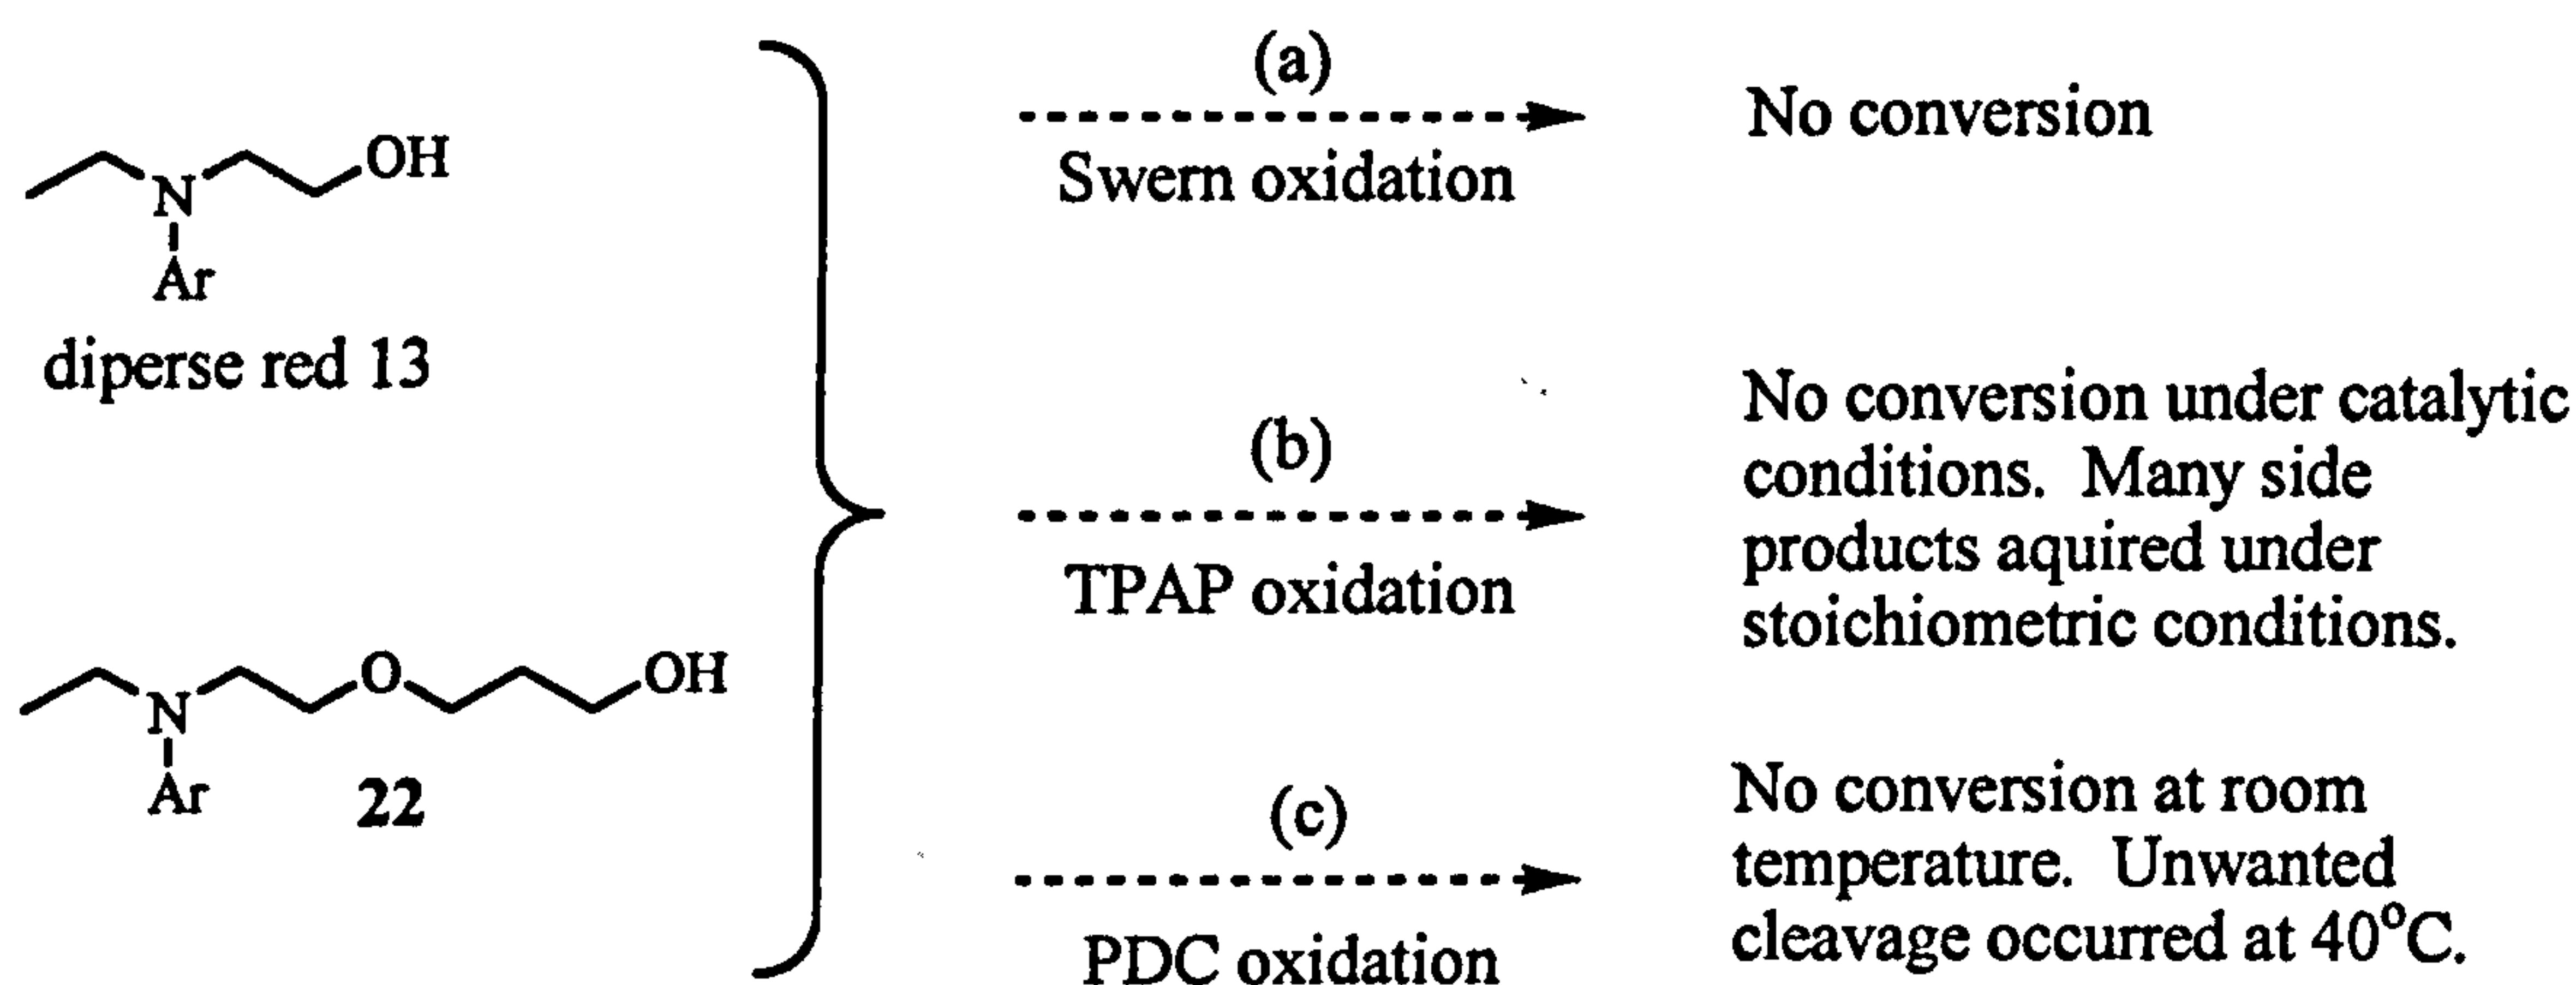 OH
N
Ar
diperse red 13
O
OH
N
Ar
22
(a)
Swern oxidation
No conversion
(b)
TPAP oxidation
No conversion under catalytic
conditions. Many side
products aquired under
stoichiometric conditions.
(c)
PDC oxidation
No conversion at room
temperature. Unwanted
cleavage occurred at 40°C.